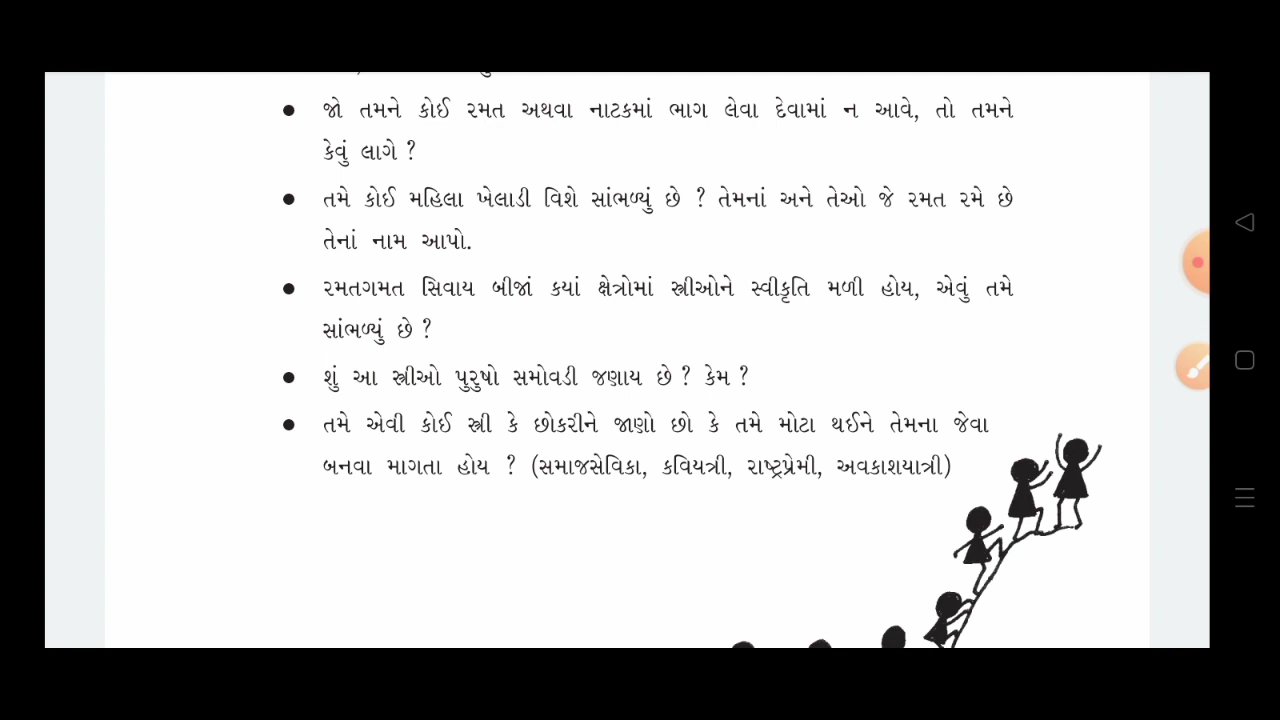 જો તમને કોઈ રમત અથવા નાટકમાં ભાગ લેવા દેવામાં ન આવે, તો તમને
કેવું લાગે ?
તમે કોઈ મહિલા ખેલાડી વિશે સાંભળ્યું છે ? તેમનાં અને તેઓ જે રમત રમે છે
તેનાં નામ આપો.
રમતગમત સિવાય બીજાં કયાં ક્ષેત્રોમાં સ્ત્રીઓને સ્વીકૃતિ મળી હોય, એવું તમે
સાંભળ્યું છે ?
શું આ સ્ત્રીઓ પુરુષો સમોવડી જણાય છે ? કેમ ?
તમે એવી કોઈ સ્ત્રી કે છોકરીને જાણો છો કે તમે મોટા થઈને તેમના જેવા
બનવા માગતા હોય ? (સમાજસેવિકા, કવિયત્રી, રાષ્ટ્રપ્રેમી, અવકાશયાત્રી)